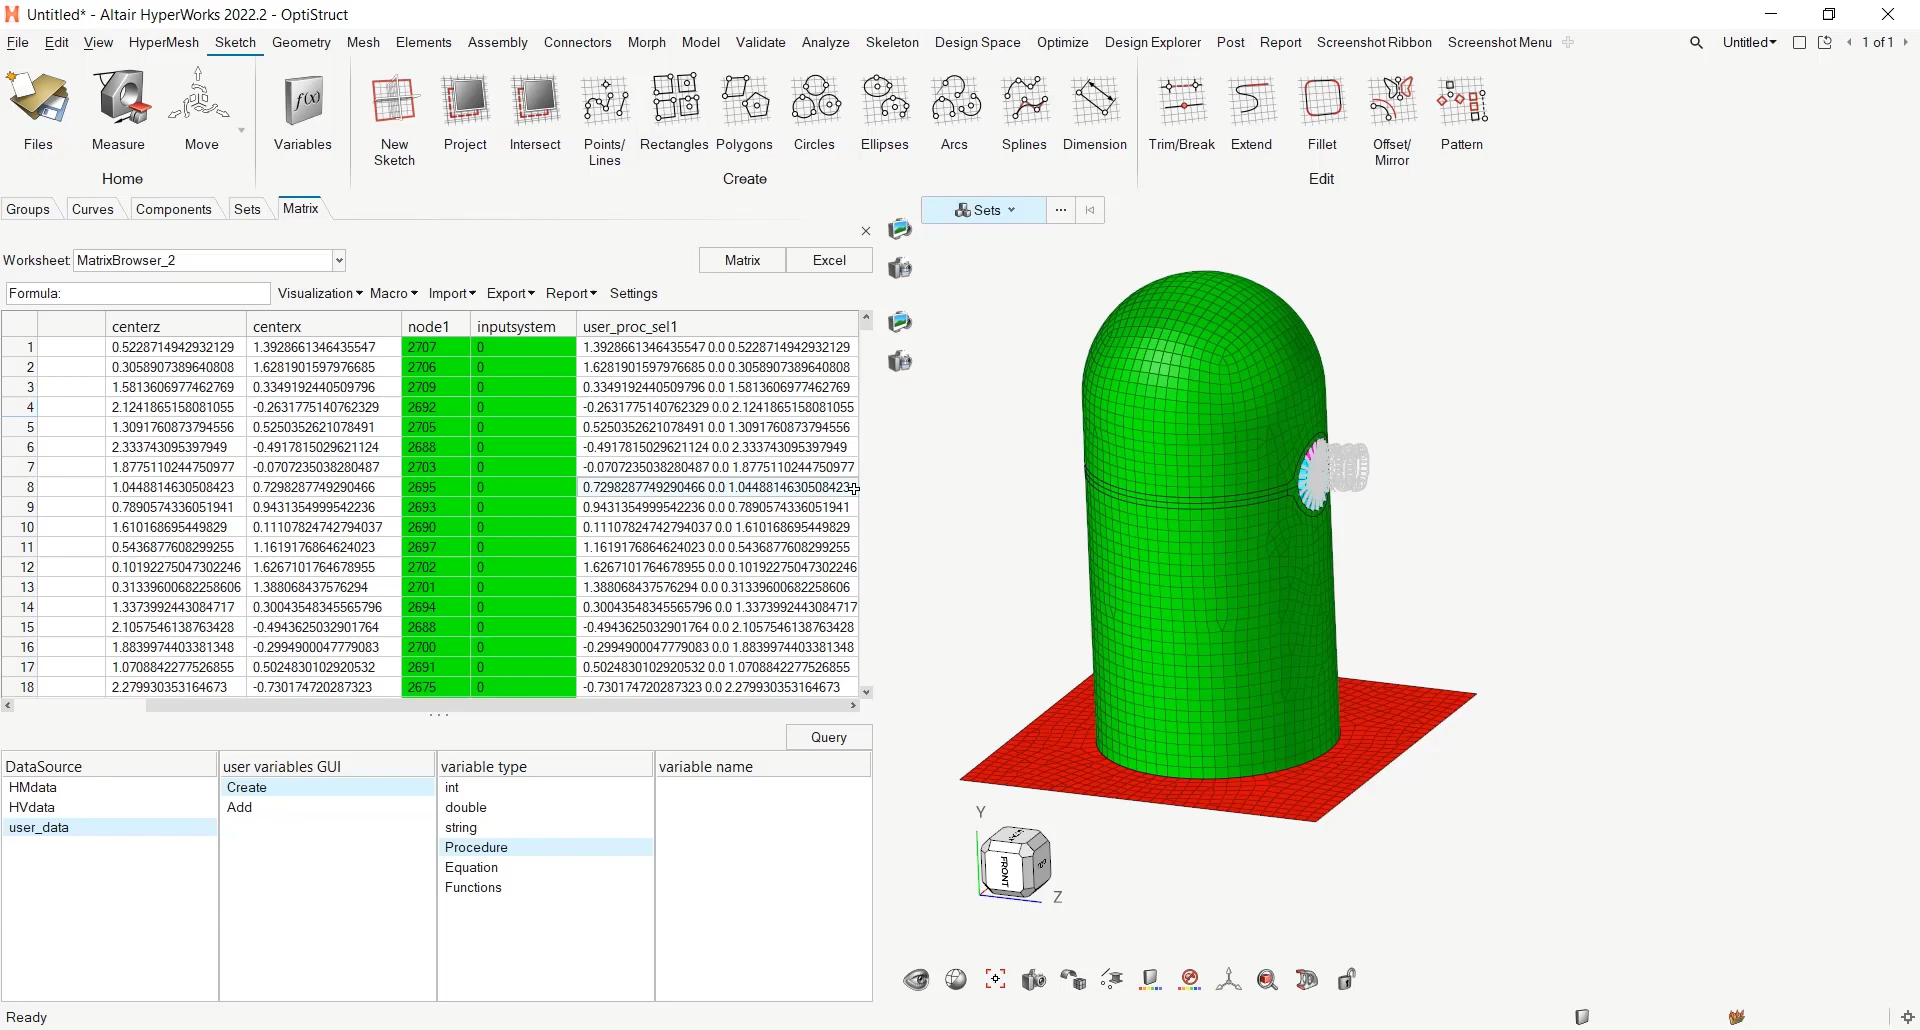 Untitled* - Altair HyperWorks 2022.2 - OptiStruct
File Edit View HyperMesh Sketch Geometry Mesh Elements Assembly Connectors Morph Model Validate Analyze Skeleton Design Space Optimize Design Explorer Post Report Screenshot Ribbon Screenshot Menu Untitled 1 of 1
f(x)
Files Measure Move Variables New Sketch Project Intersect Points/ Lines Rectangles Polygons Circles Ellipses Arcs Splines Dimension Trim/Break Extend Fillet Offset/ Mirror Pattern
Home Create Edit
Groups Curves Components Sets Matrix
Sets
Worksheet MatrixBrowser_2 Matrix Excel
Formula: Visualization Macro Import Export Report Settings
centerz centerx node1 inputsystem user_proc_sel1
1 0.5228714942932129 1.3928661346435547 2707 0 1.3928661346435547 0.0 0.5228714942932129
2 0.3058907389640808 1.6281901597976685 2706 0 1.6281901597976685 0.0 0.3058907389640808
3 1.5813606977462769 0.3349192440509796 2709 0 0.3349192440509796 0.0 1.5813606977462769
4 2.1241865158081055 -0.2631775140762329 2692 0 -0.2631775140762329 0.0 2.1241865158081055
5 1.3091760873794556 0.5250352621078491 2705 0 0.5250352621078491 0.0 1.3091760873794556
6 2.333743095397949 -0.4917815029621124 2688 0 -0.4917815029621124 0.0 2.333743095397949
7 1.8775110244750977 -0.0707235038280487 2703 0 -0.0707235038280487 0.0 1.8775110244750977
8 1.0448814630508423 0.7298287749290466 2695 0 0.7298287749290466 0.0 1.0448814630508423
9 0.7890574336051941 0.9431354999542236 2693 0 0.9431354999542236 0.0 0.7890574336051941
10 1.610168695449829 0.11107824742794037 2690 0 0.11107824742794037 0.0 1.610168695449829
11 0.5436877608299255 1.1619176864624023 2697 0 1.1619176864624023 0.0 0.5436877608299255
12 0.10192275047302246 1.6267101764678955 2702 0 1.6267101764678955 0.0 0.10192275047302246
13 0.31339600682258606 1.388068437576294 2701 0 1.388068437576294 0.0 0.31339600682258606
14 1.3373992443084717 0.30043548345565796 2694 0 0.30043548345565796 0.0 1.3373992443084717
15 2.1057546138763428 -0.4943625032901764 2688 0 -0.4943625032901764 0.0 2.1057546138763428
16 1.8839974403381348 -0.2994900047779083 2700 0 -0.2994900047779083 0.0 1.8839974403381348
17 1.0708842277526855 0.5024830102920532 2691 0 0.5024830102920532 0.0 1.0708842277526855
18 2.279930353164673 -0.730174720287323 2675 0 -0.730174720287323 0.0 2.279930353164673
Query
DataSource user variables GUI variable type variable name
HMdata Create int
HVdata Add double
user_data string
Procedure
Equation
Functions
Y
FRONT
Z
Ready